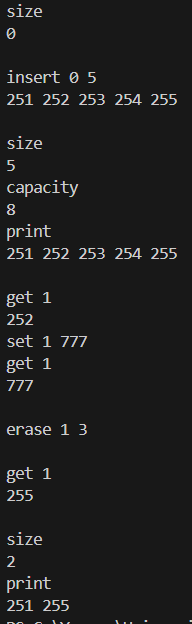 size
0
insert 0 5
251 252 253 254 255
size
5
capacity
8
print
251 252 253 254 255
get 1
252
set 1 777
get 1
777
erase 1 3
get 1
255
size
2
print
251 255